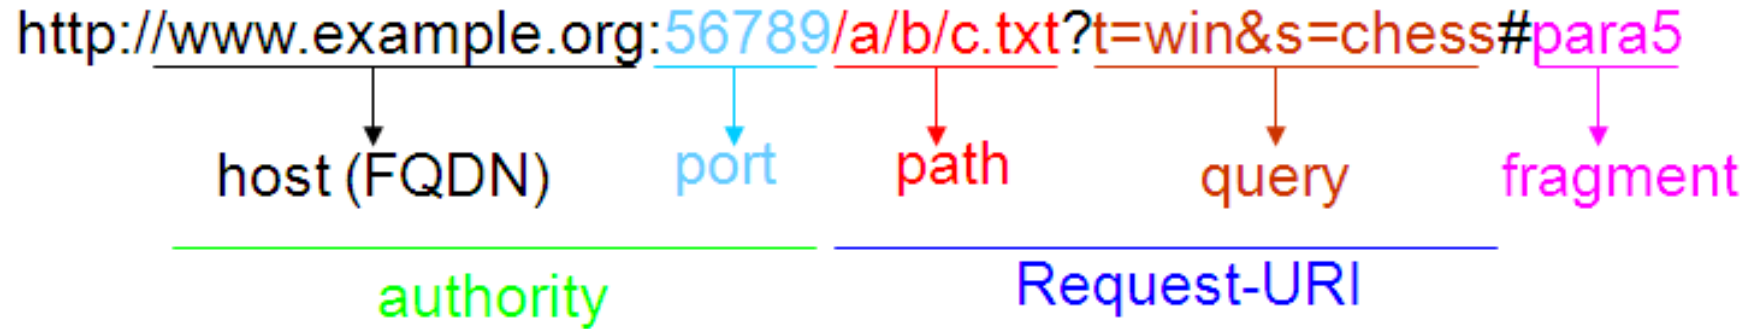 http://www.example.org:56789/a/b/c.txt?t=win&s=chess#para5
host (FQDN) port path query fragment
authority Request-URI